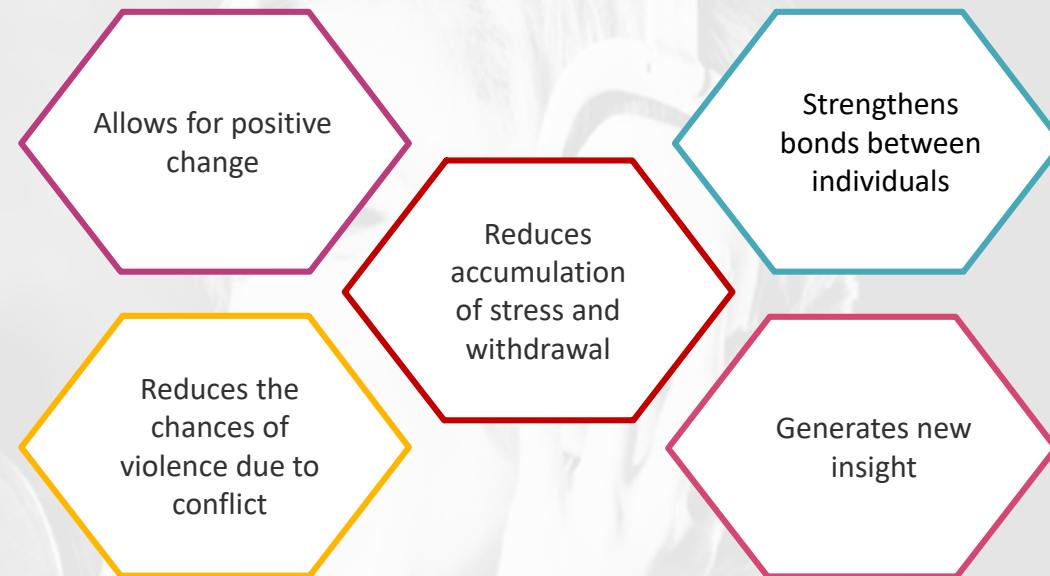 Allows for positive
change
Strengthens
bonds between
individuals
Reduces
accumulation
of stress and
withdrawal
Reduces the
chances of
violence due to
conflict
Generates new
insight